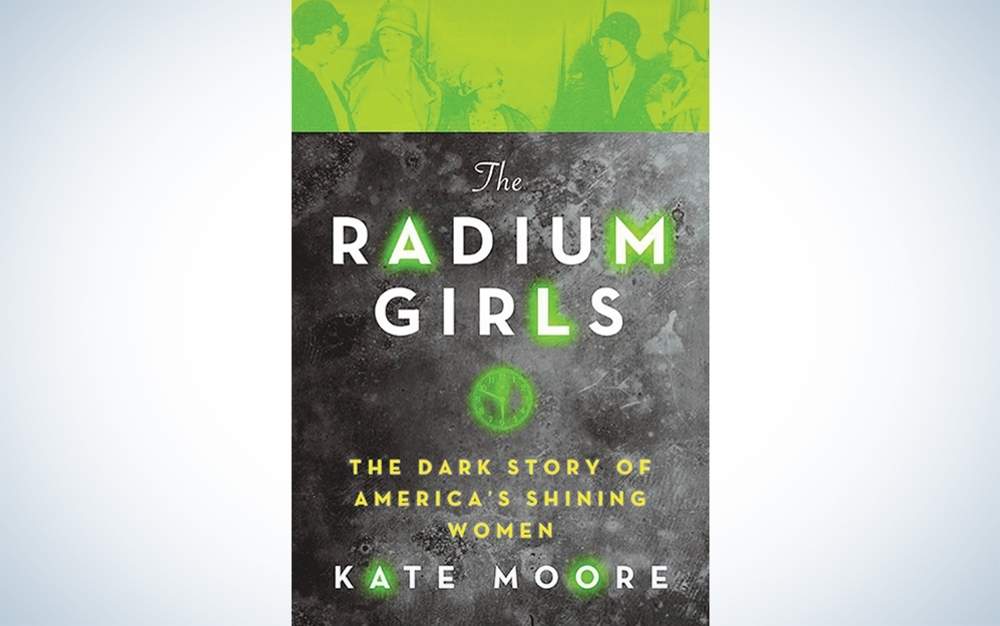 The
RADIUM
GIRLS
THE DARK STORY OF
AMERICA'S SHINING
WOMEN
KATE MOORE